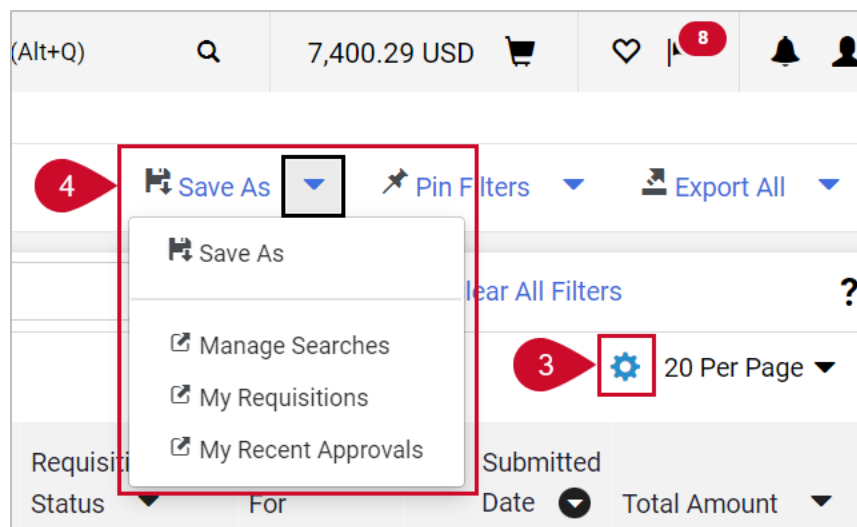 (Alt+Q) 7,400.29 USD 8
4 Save As Pin Filters Export All
Save As
lear All Filters ?
Manage Searches
3 20 Per Page
My Requisitions
My Recent Approvals
Requisiti Submitted
Status For Date Total Amount